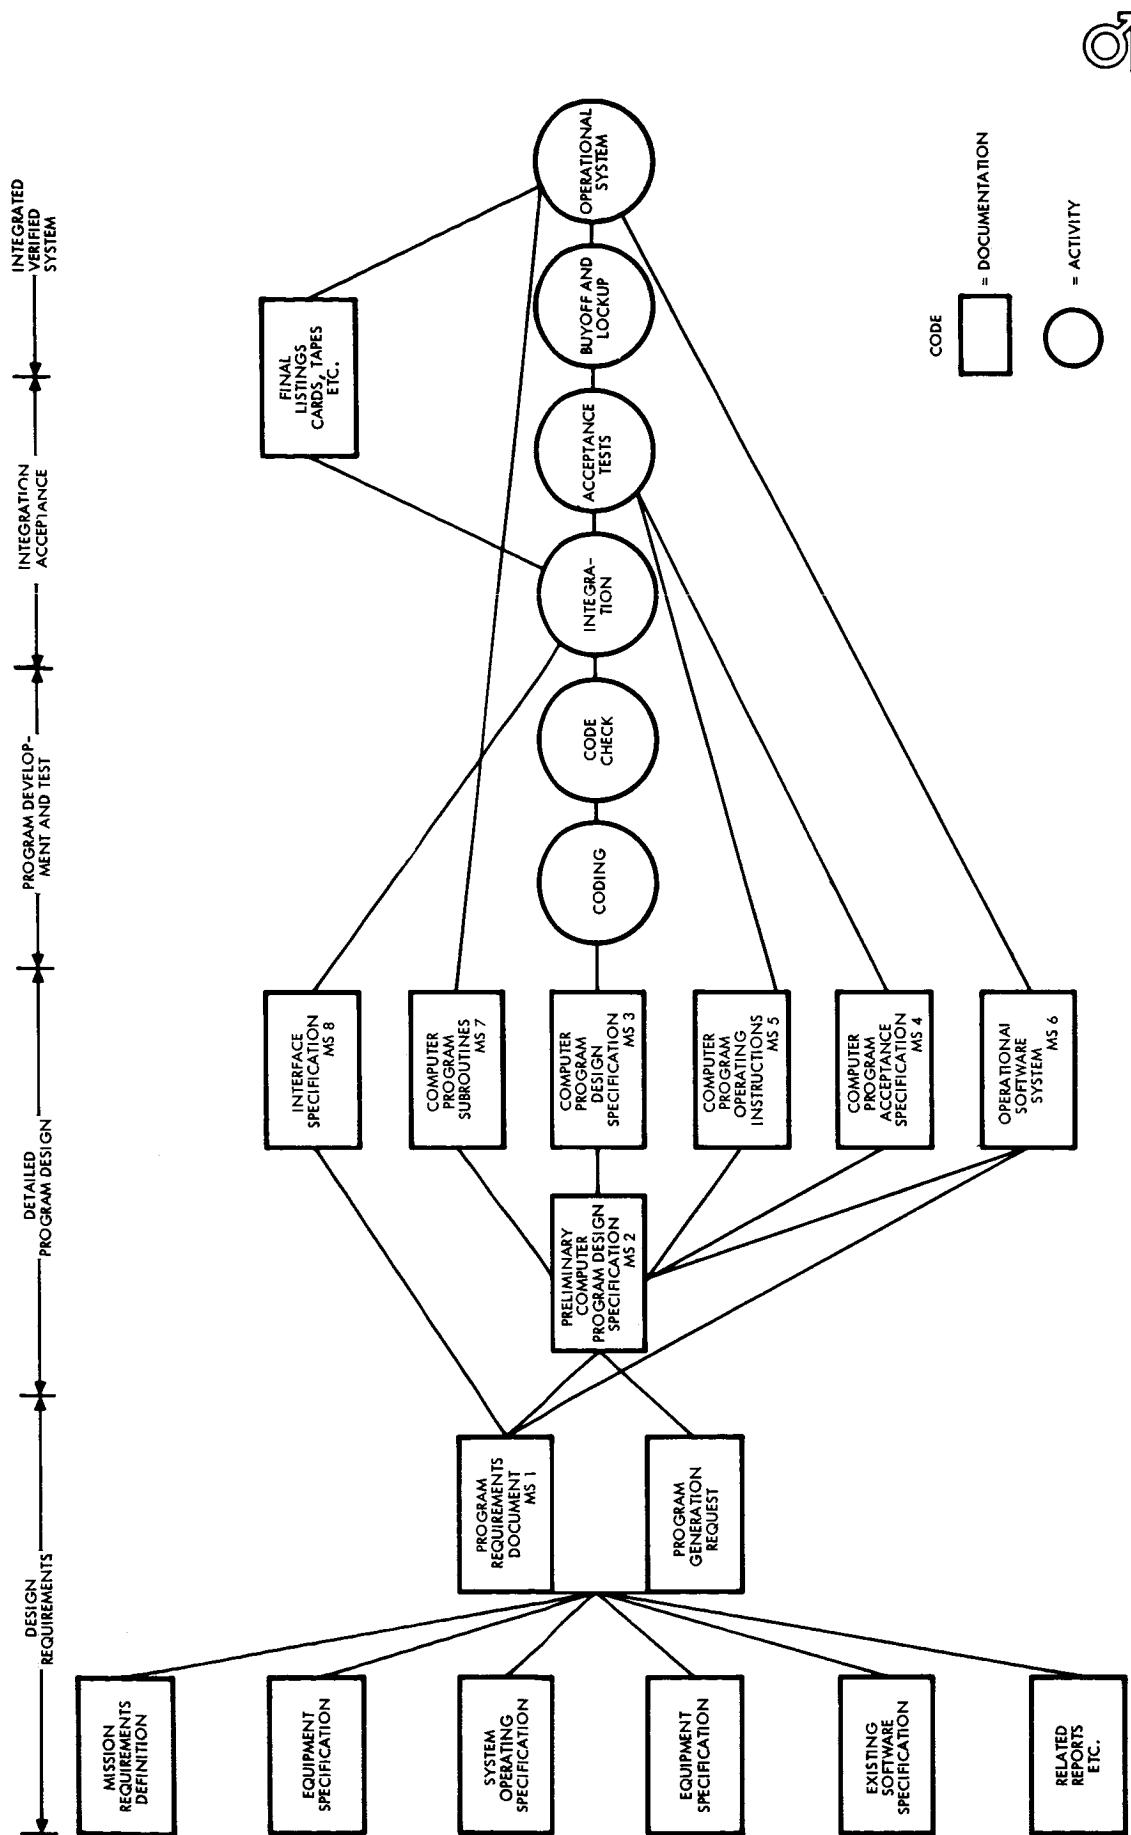 DESIGN
REQUIREMENTS
DETAILED
PROGRAM DESIGN
PROGRAM DEVELOP-
MENT AND TEST
INTEGRATION
ACCEPTANCE
INTEGRATED
VERIFIED
SYSTEM
MISSION
REQUIREMENTS
DEFINITION
EQUIPMENT
SPECIFICATION
SYSTEM
OPERATING
SPECIFICATION
EQUIPMENT
SPECIFICATION
EXISTING
SOFTWARE
SPECIFICATION
RELATED
REPORTS
ETC.
PROGRAM
REQUIREMENTS
DOCUMENT
MS 1
PROGRAM
GENERATION
REQUEST
PRELIMINARY
COMPUTER
PROGRAM DESIGN
SPECIFICATION
MS 2
INTERFACE
SPECIFICATION
MS 8
COMPUTER
PROGRAM
SUBROUTINES
MS 7
COMPUTER
PROGRAM
DESIGN
SPECIFICATION
MS 3
COMPUTER
PROGRAM
OPERATING
INSTRUCTIONS
MS 5
COMPUTER
PROGRAM
ACCEPTANCE
SPECIFICATION
MS 4
OPERATIONAL
SOFTWARE
SYSTEM
MS 6
CODING
CODE
CHECK
INTEGRA-
TION
ACCEPTANCE
TESTS
BUYOFF AND
LOCKUP
OPERATIONAL
SYSTEM
FINAL
LISTINGS
CARDS, TAPES
ETC.
CODE
= DOCUMENTATION
= ACTIVITY